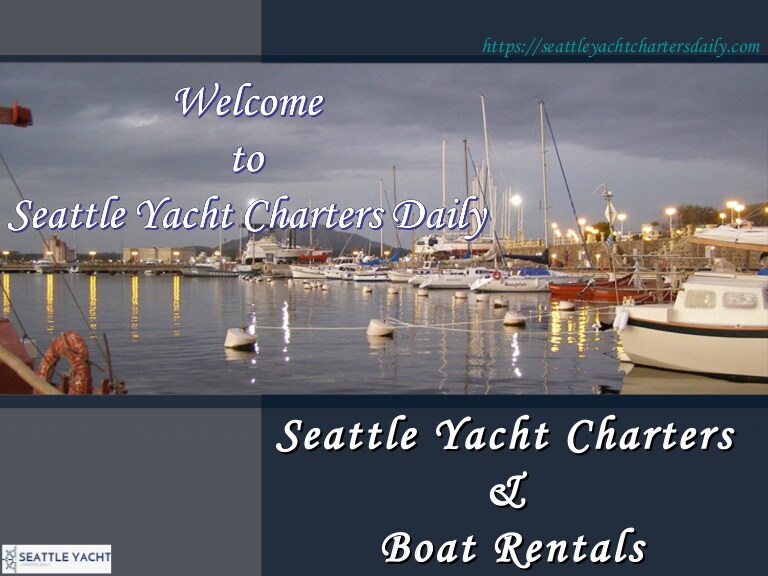 https://seattleyachtchartersdaily.com
Welcome
to
Seattle Yacht Charters Daily
Seattle Yacht Charters
&
Boat Rentals
SEATTLE YACHT